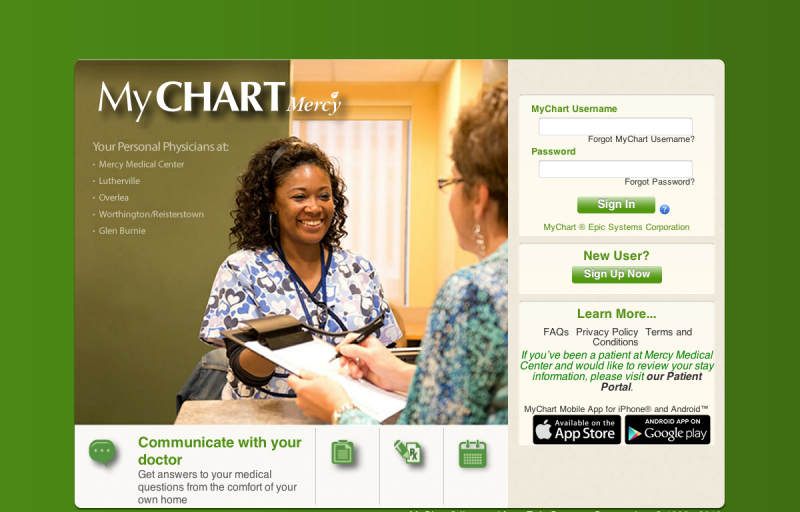 My CHART Mercy
Your Personal Physicians at:
• Mercy Medical Center
• Lutherville
• Overlea
• Worthington/Reisterstown
• Glen Burnie
MyChart Username
Forgot MyChart Username?
Password
Forgot Password?
Sign In
?
MyChart ® Epic Systems Corporation
New User?
Sign Up Now
Learn More...
FAQs Privacy Policy Terms and
Conditions
If you've been a patient at Mercy Medical
Center and would like to review your stay
information, please visit our Patient
Portal.
MyChart Mobile App for iPhone® and Android™
Available on the
App Store
ANDROID APP ON
Google play
Communicate with your
doctor
Get answers to your medical
questions from the comfort of your
own home
Rx